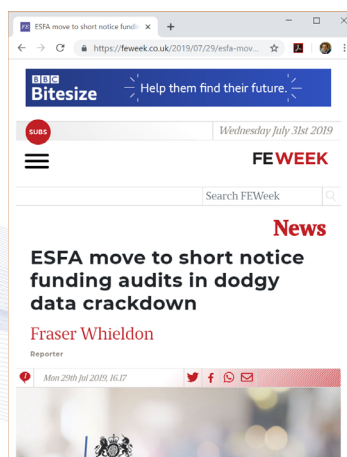 FE ESFA move to short notice fundin
https://feweek.co.uk/2019/07/29/esfa-mov...
BBC
Bitesize
Help them find their future.
SUBS
Wednesday July 31st 2019
FEWEEK
Search FEWeek
News
ESFA move to short notice
funding audits in dodgy
data crackdown
Fraser Whieldon
Reporter
Mon 29th Jul 2019, 16.17